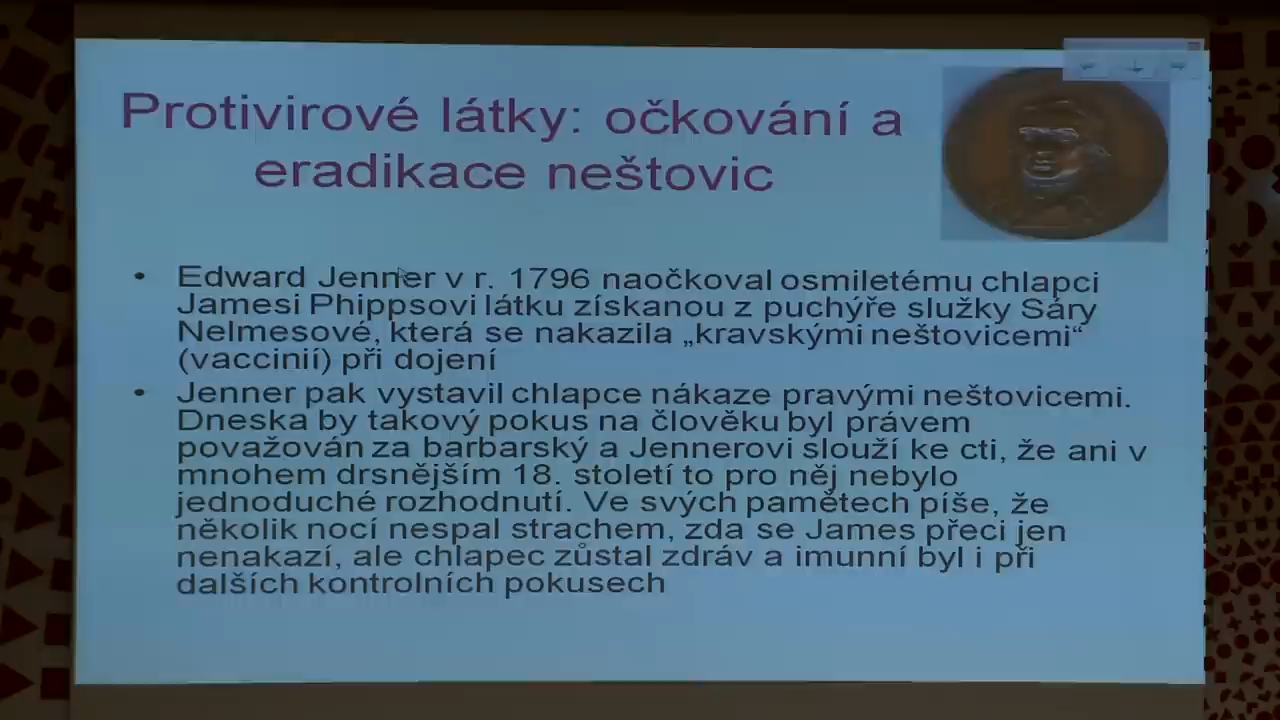 Protivirové látky: očkování a
eradikace neštovic
• Edward Jenner v r. 1796 naočkoval osmiletému chlapci
Jamesi Phippsovi látku získanou z puchýře služky Sáry
Nelmesové, která se nakazila „kravskými neštovicemi“
(vaccinií) při dojení
• Jenner pak vystavil chlapce nákaze pravými neštovicemi.
Dneska by takový pokus na člověku byl právem
považován za barbarský a Jennerovi slouží ke cti, že ani v
mnohem drsnějším 18. století to pro něj nebylo
jednoduché rozhodnutí. Ve svých pamětech píše, že
několik nocí nespal strachem, zda se James přeci jen
nenakazí, ale chlapec zůstal zdráv a imunní byl i při
dalších kontrolních pokusech